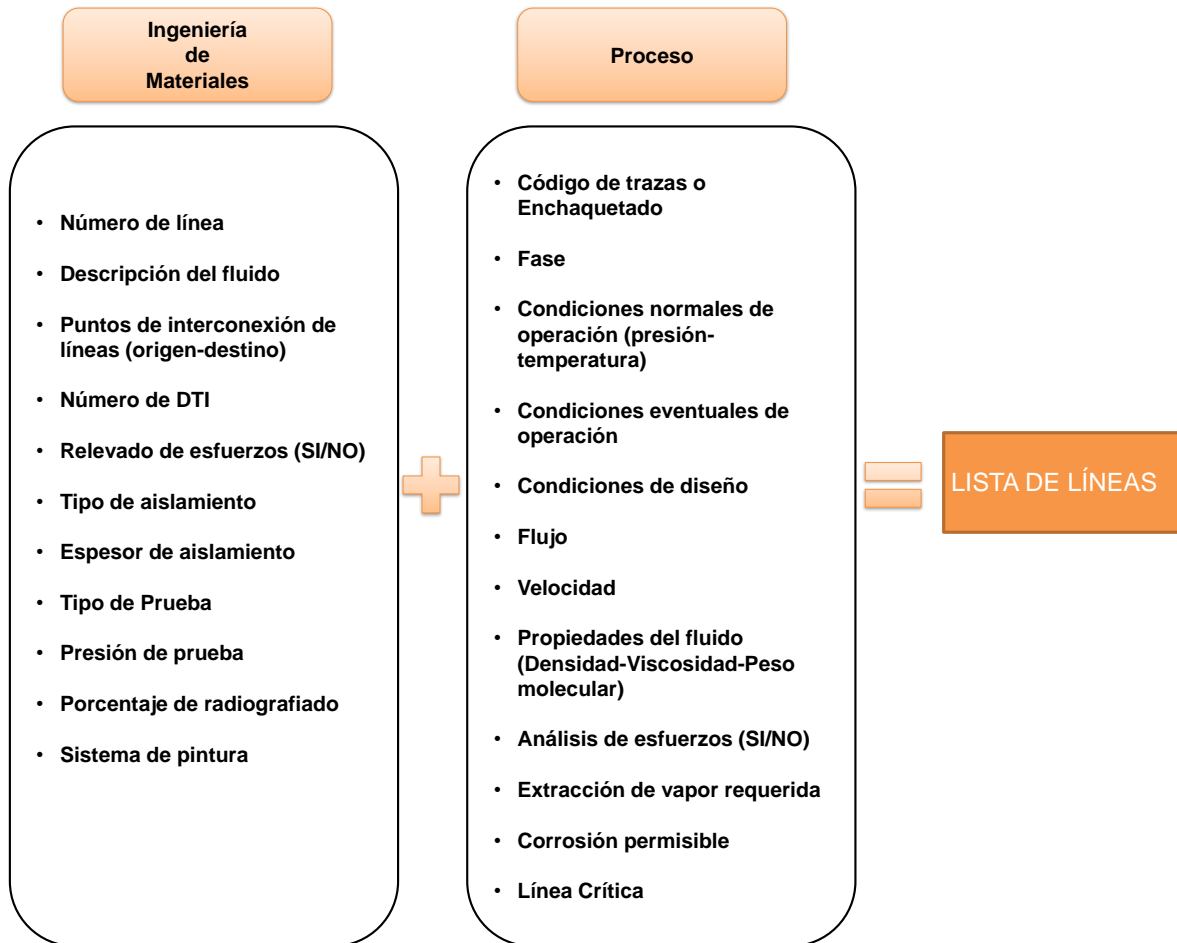 Ingeniería
de
Materiales
• Número de línea
• Descripción del fluido
• Puntos de interconexión de
líneas (origen-destino)
• Número de DTI
• Relevado de esfuerzos (SI/NO)
• Tipo de aislamiento
• Espesor de aislamiento
• Tipo de Prueba
• Presión de prueba
• Porcentaje de radiografiado
• Sistema de pintura
Proceso
• Código de trazas o
Enchaquetado
• Fase
• Condiciones normales de
operación (presión-
temperatura)
• Condiciones eventuales de
operación
• Condiciones de diseño
• Flujo
• Velocidad
• Propiedades del fluido
(Densidad-Viscosidad-Peso
molecular)
• Análisis de esfuerzos (SI/NO)
• Extracción de vapor requerida
• Corrosión permisible
• Línea Crítica
LISTA DE LÍNEAS